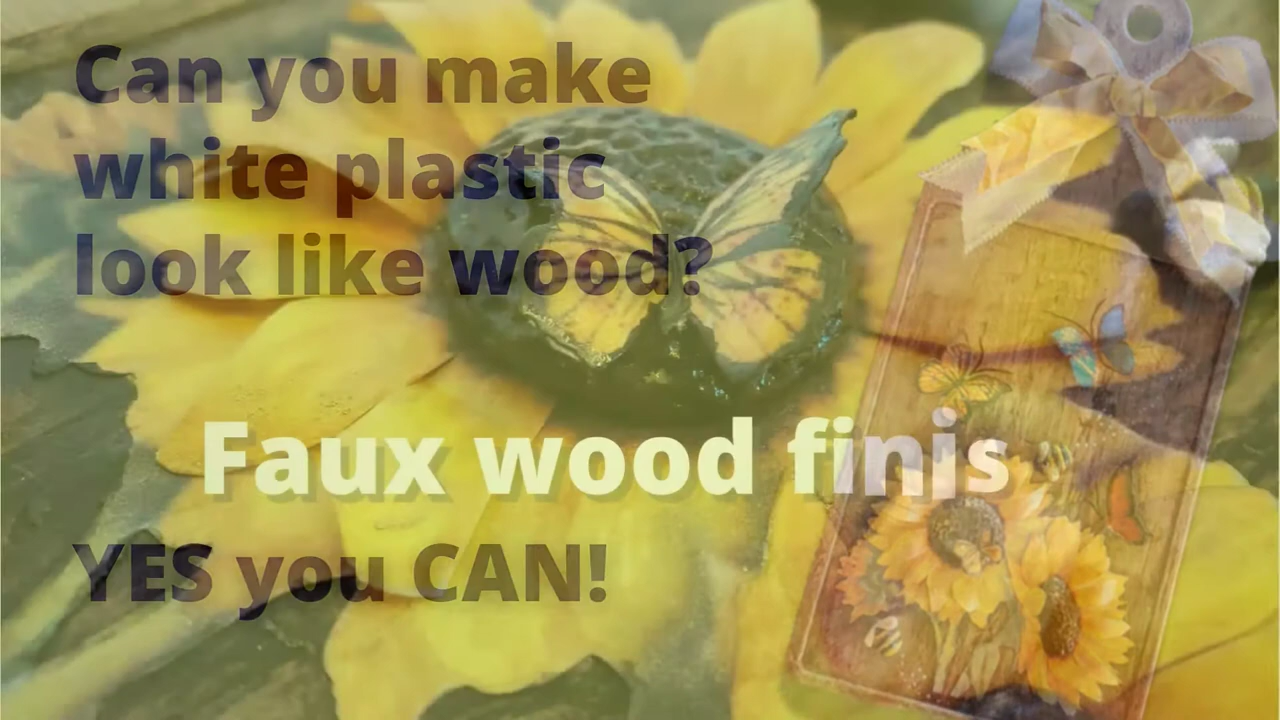 Can you make
white plastic
look like wood?
Faux wood finis
YES you CAN!